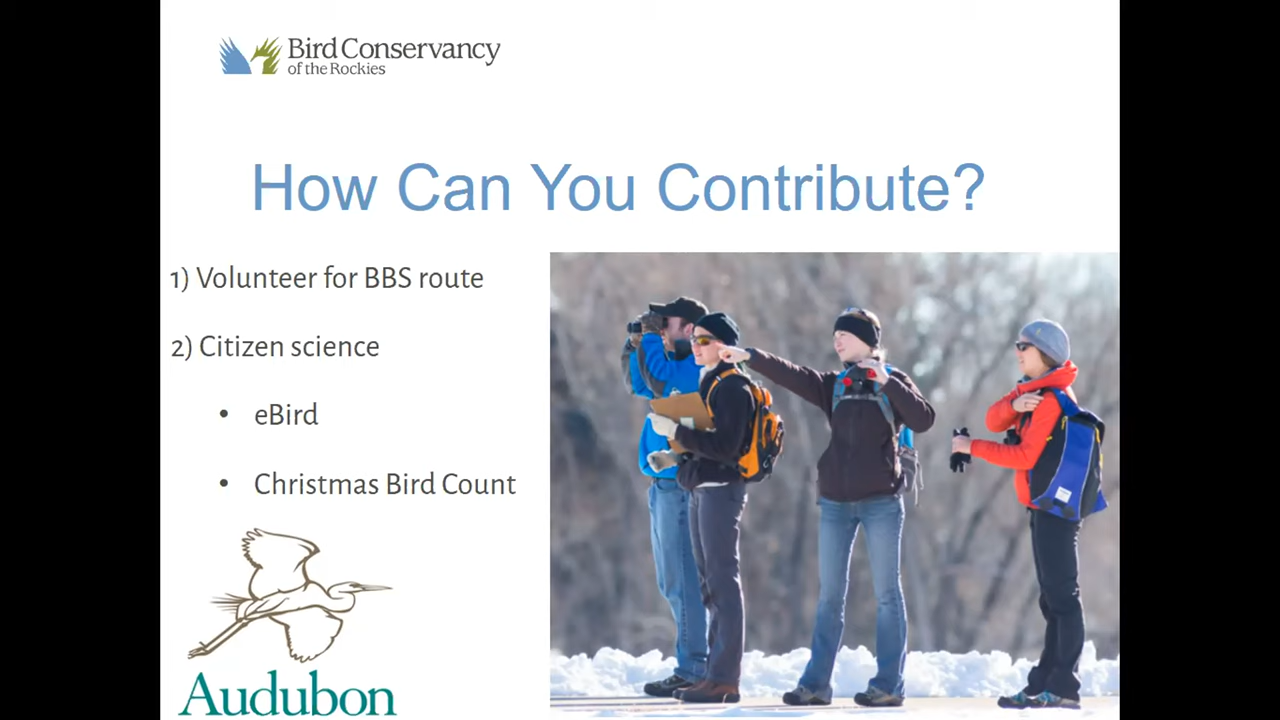 Bird Conservancy
of the Rockies
How Can You Contribute?
1) Volunteer for BBS route
2) Citizen science
• eBird
• Christmas Bird Count
Audubon